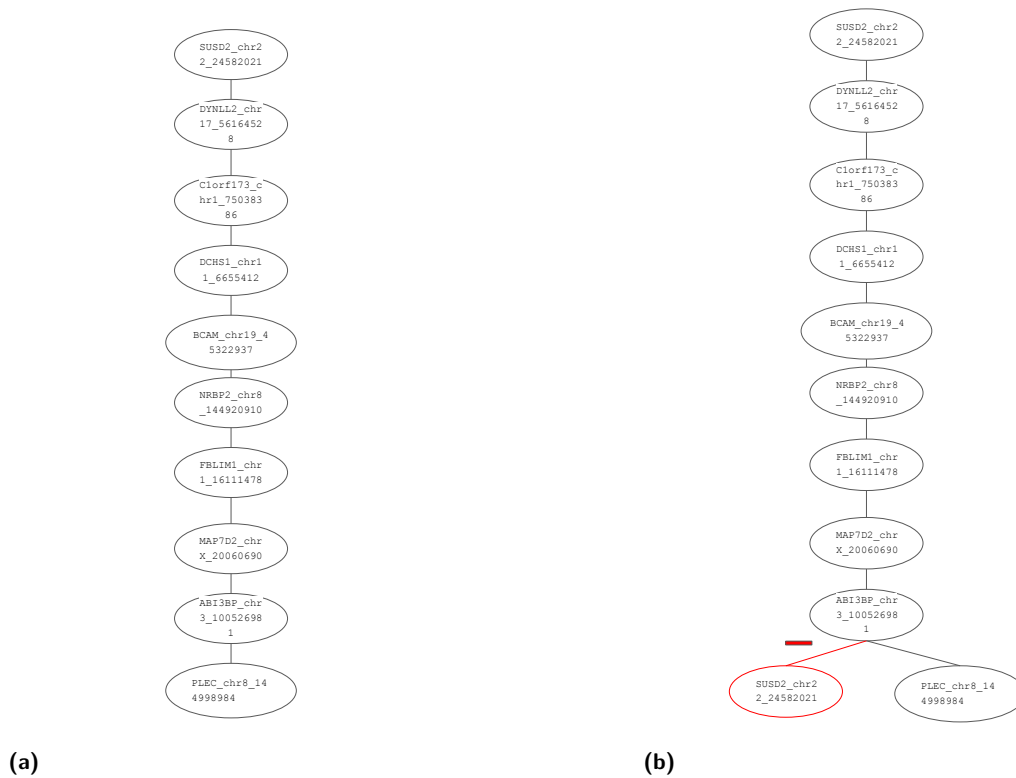 SUSD2_chr2
2_24582021
DYNLL2_chr
17_5616452
8
C1orf173_c
hr1_750383
86
DCHS1_chr1
1_6655412
BCAM_chr19_4
5322937
NRBP2_chr8
_144920910
FBLIM1_chr
1_16111478
MAP7D2_chr
X_20060690
ABI3BP_chr
3_10052698
1
PLEC_chr8_14
4998984
(a)
SUSD2_chr2
2_24582021
DYNLL2_chr
17_5616452
8
C1orf173_c
hr1_750383
86
DCHS1_chr1
1_6655412
BCAM_chr19_4
5322937
NRBP2_chr8
_144920910
FBLIM1_chr
1_16111478
MAP7D2_chr
X_20060690
ABI3BP_chr
3_10052698
1
SUSD2_chr2
2_24582021
PLEC_chr8_14
4998984
(b)